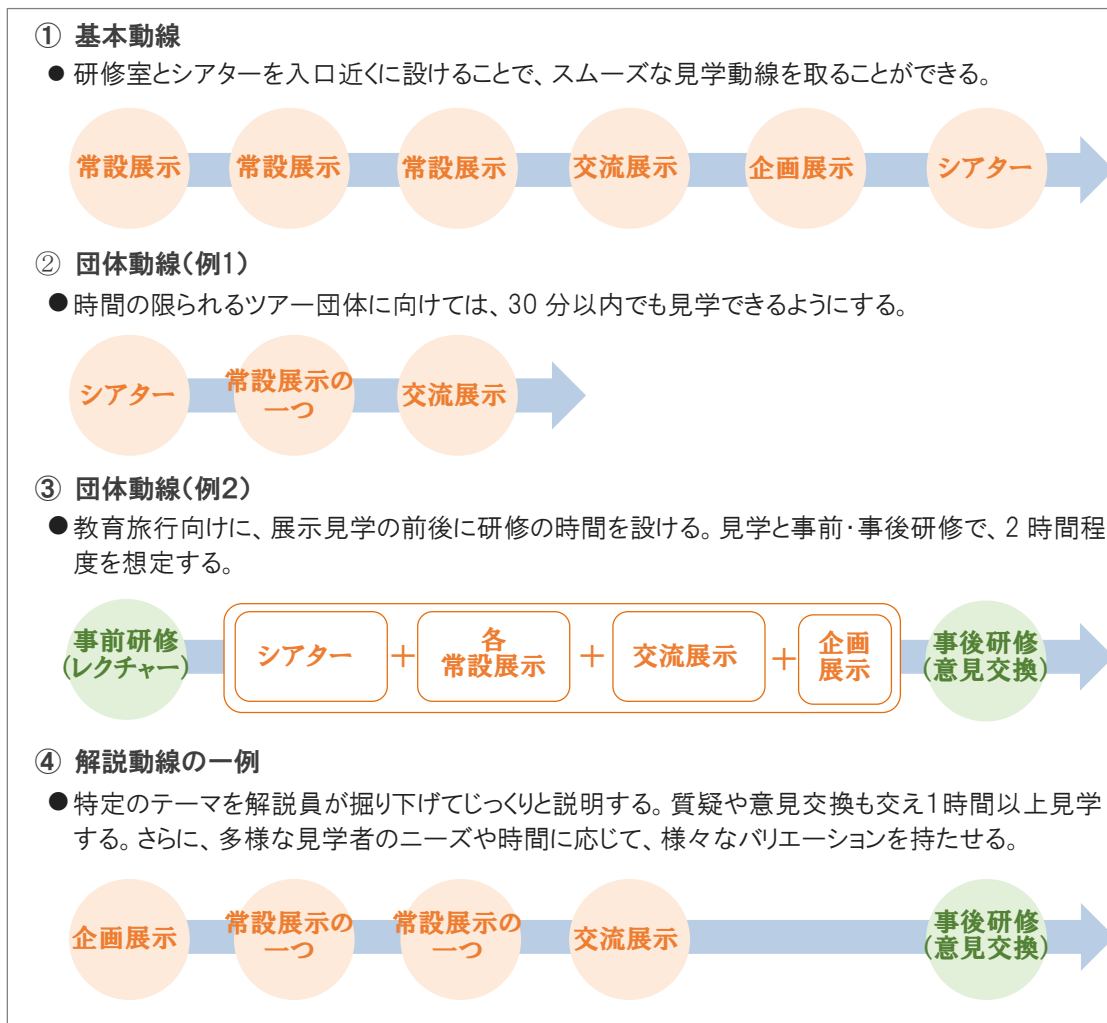 ① 基本動線
● 研修室とシアターを入口近くに設けることで、スムーズな見学動線を取ることができる。
常設展示 常設展示 常設展示 交流展示 企画展示 シアター
② 団体動線(例1)
● 時間の限られるツアー団体に向けては、30 分以内でも見学できるようにする。
シアター 常設展示の 交流展示
一つ
③ 団体動線(例2)
● 教育旅行向けに、展示見学の前後に研修の時間を設ける。見学と事前・事後研修で、2 時間程
度を想定する。
事前研修
(レクチャー)
シアター
+
各
常設展示
+
交流展示
+
企画
展示
事後研修
(意見交換)
④ 解説動線の一例
● 特定のテーマを解説員が掘り下げてじっくりと説明する。質疑や意見交換も交え1時間以上見学
する。さらに、多様な見学者のニーズや時間に応じて、様々なバリエーションを持たせる。
企画展示
常設展示の
一つ
常設展示の
一つ
交流展示
事後研修
(意見交換)